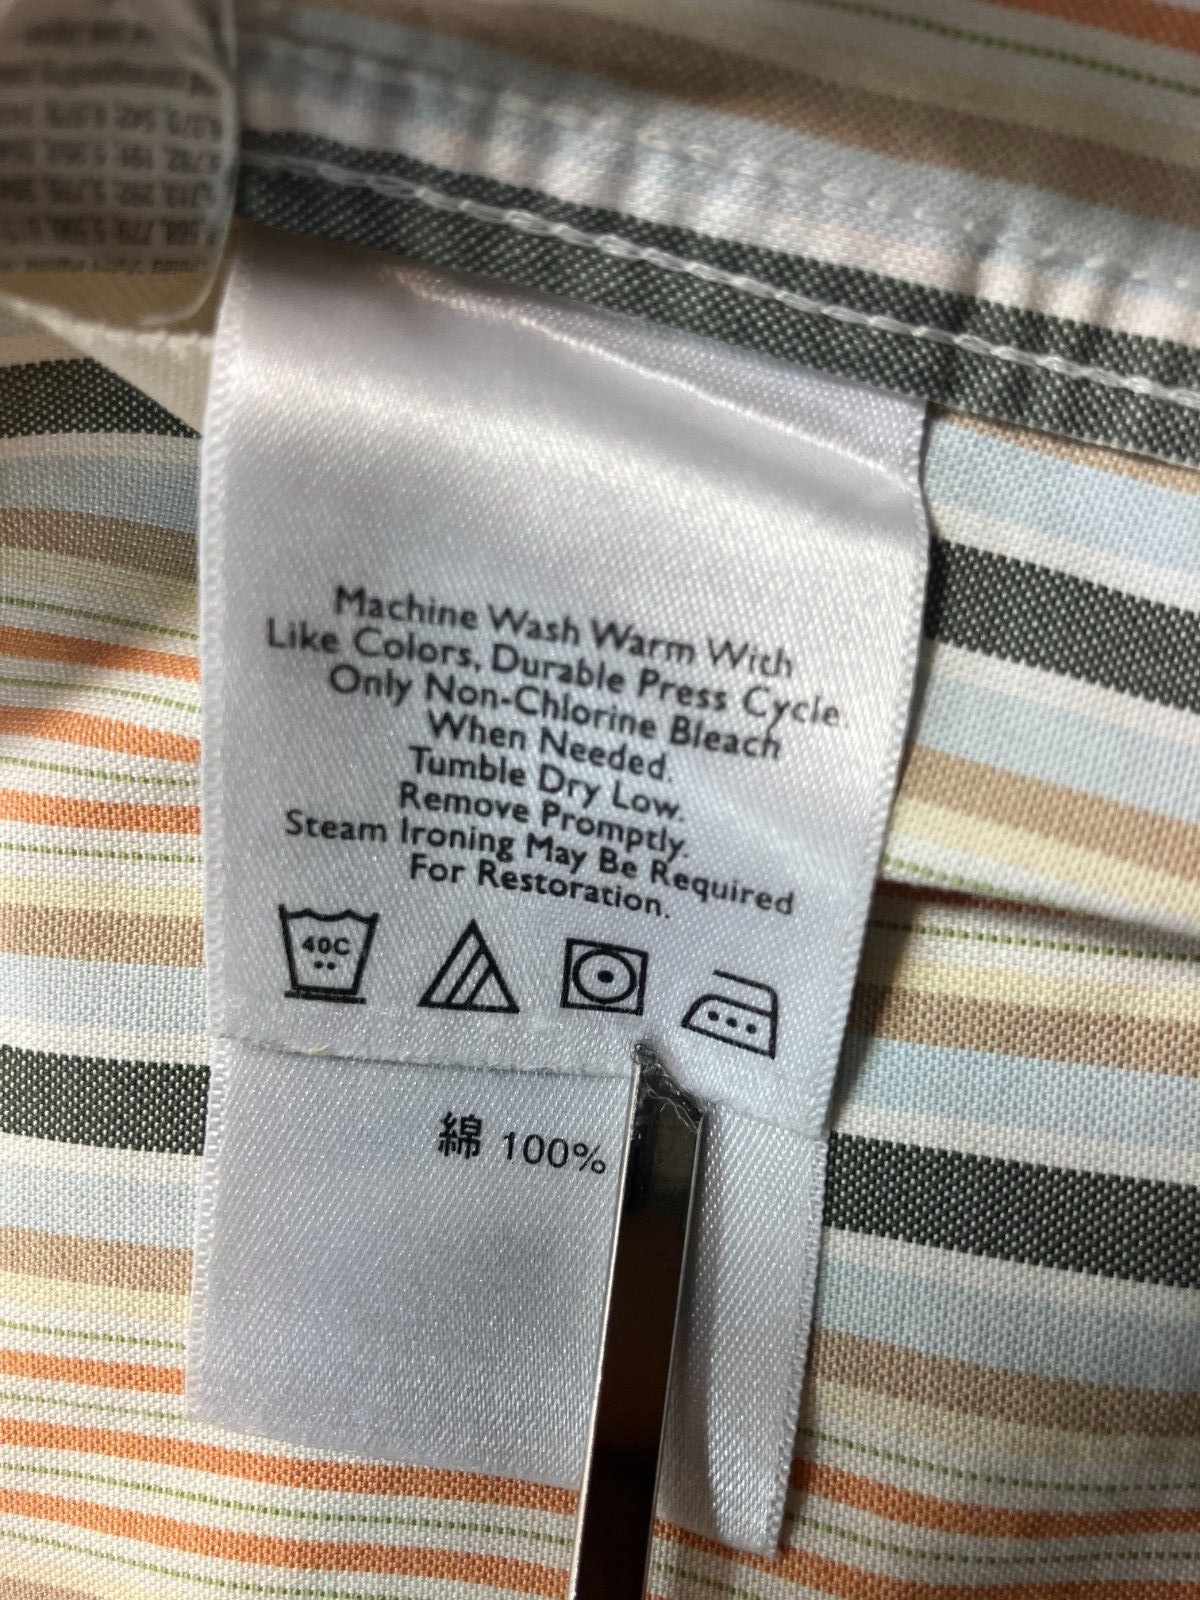 Machine Wash Warm With
Like Colors, Durable Press Cycle.
Only Non-Chlorine Bleach
When Needed.
Tumble Dry Low.
Remove Promptly.
Steam Ironing May Be Required
For Restoration.
40C
綿 100%